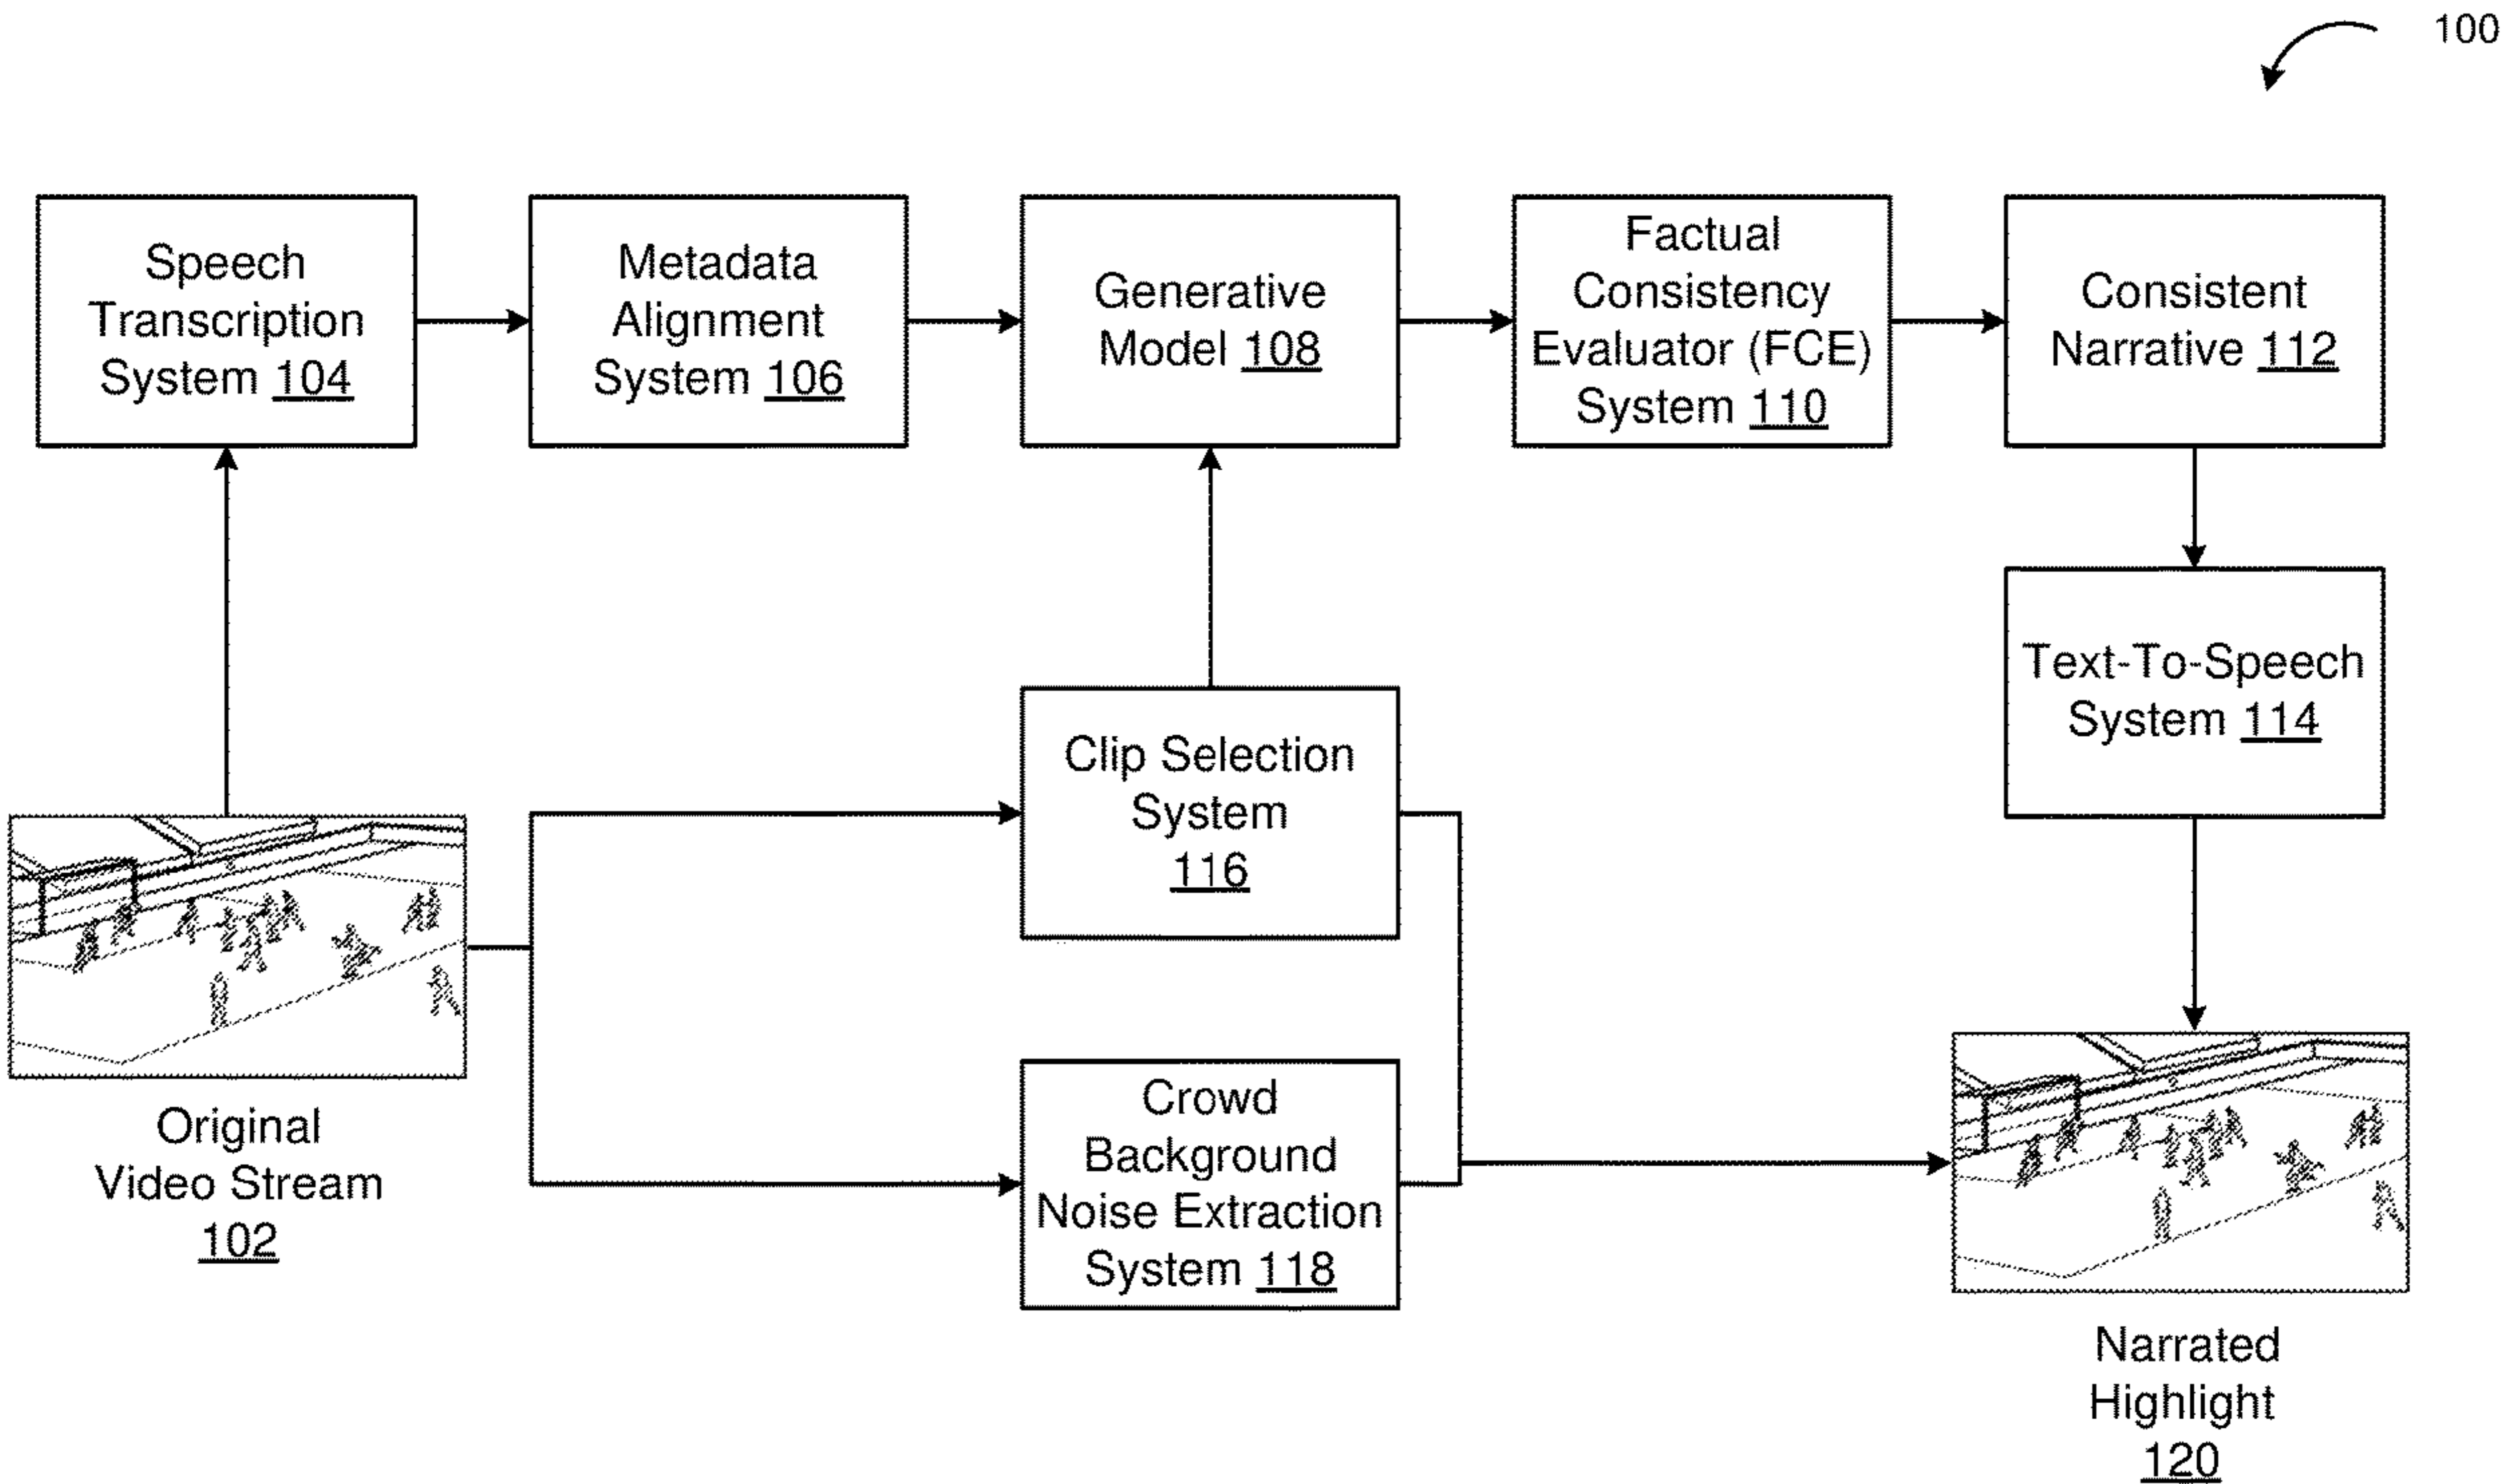 100
Speech
Transcription
System 104
Metadata
Alignment
System 106
Generative
Model 108
Factual
Consistency
Evaluator (FCE)
System 110
Consistent
Narrative 112
Text-To-Speech
System 114
Clip Selection
System
116
Original
Video Stream
102
Crowd
Background
Noise Extraction
System 118
Narrated
Highlight
120